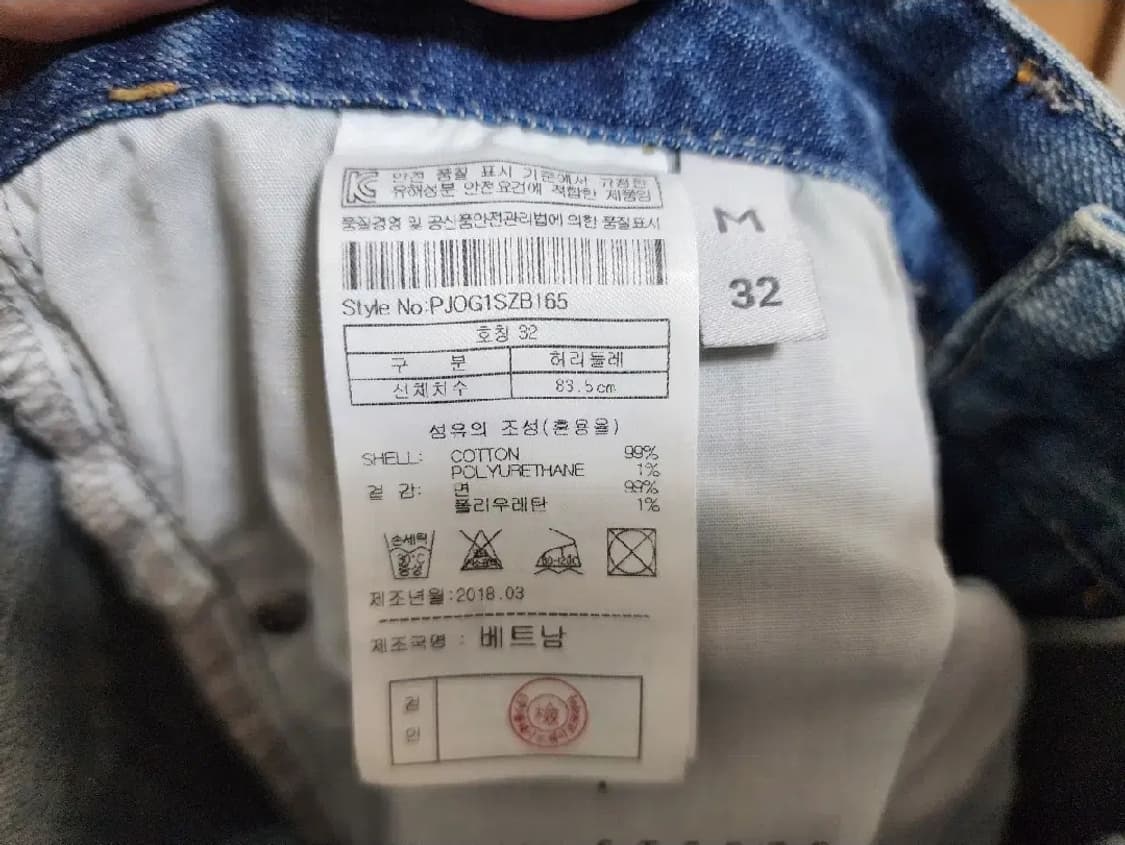 KC 안전 품질 표시 기준에서 규정한
유해성분 안전요건에 적합한 제품임
품질경영 및 공산품안전관리법에 의한 품질표시
Style No:PJOG1SZB165
호칭 32
구 분 허리둘레
신체치수 83.5cm
섬유의 조성(혼용율)
SHELL: COTTON 99%
POLYURETHANE 1%
겉 감: 면 99%
폴리우레탄 1%
손세탁
제조년월:2018.03
제조국명 : 베트남
검
인
M
32